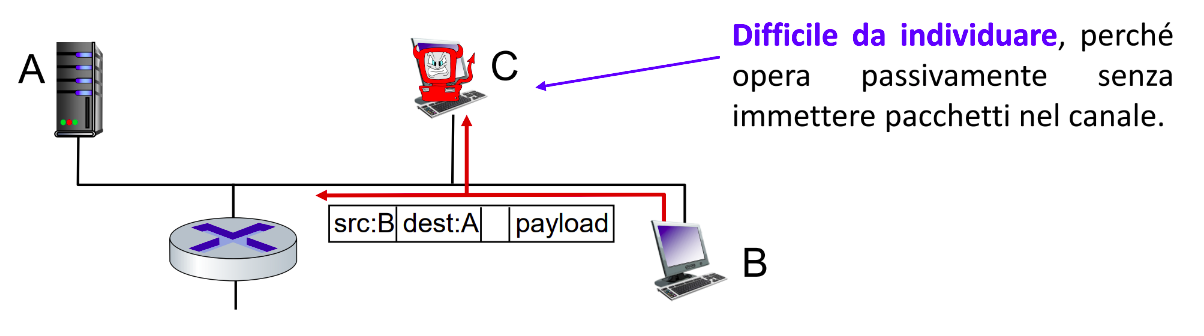 Difficile da individuare, perché
opera passivamente senza
immettere pacchetti nel canale.
A
C
src:B dest:A payload
B